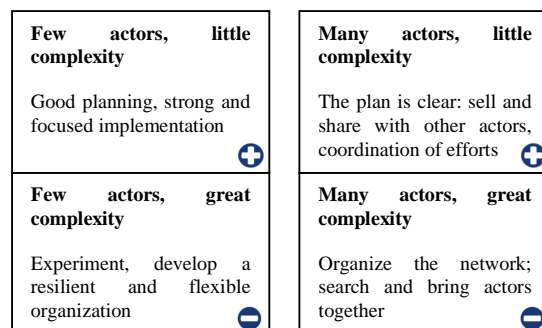 Few actors, little
complexity
Good planning, strong and
focused implementation
Many actors, little
complexity
The plan is clear: sell and
share with other actors,
coordination of efforts
Few actors, great
complexity
Experiment, develop a
resilient and flexible
organization
Many actors, great
complexity
Organize the network;
search and bring actors
together